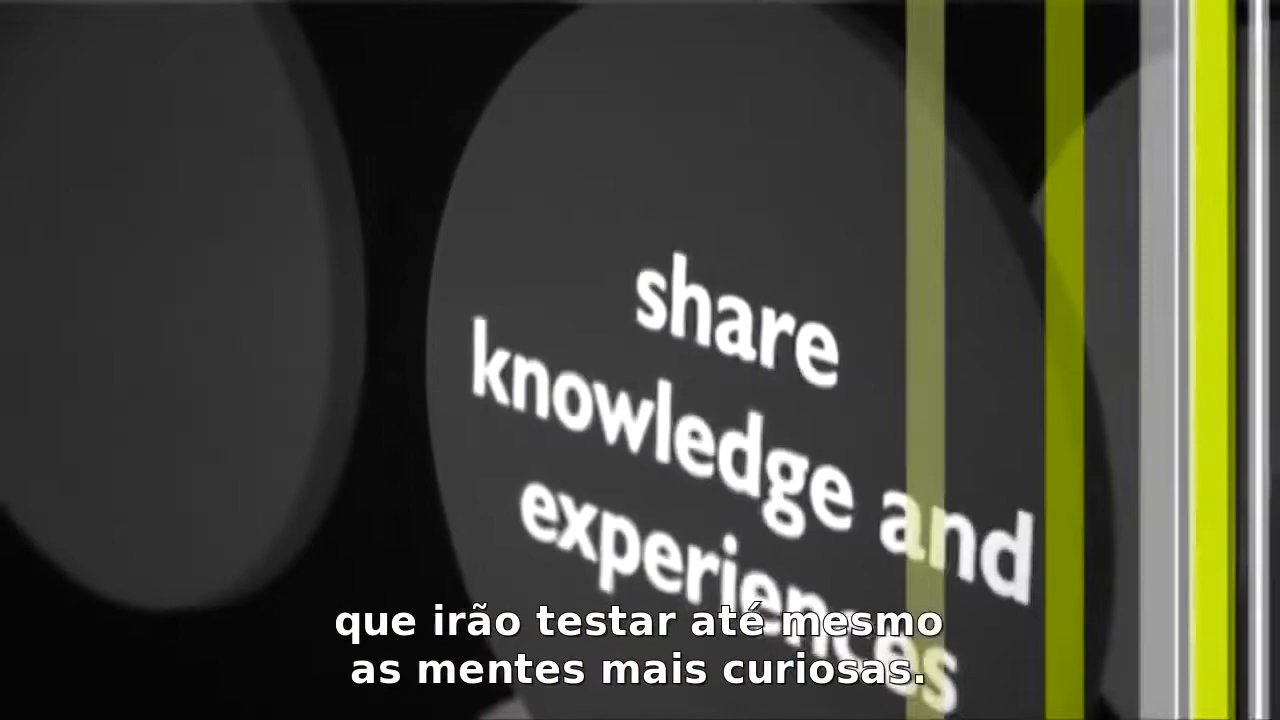 share
knowledge and
experiences
que irão testar até mesmo
as mentes mais curiosas.